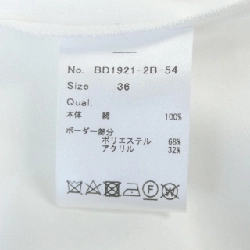 No. BD1921-2B-54
Size 36
Qual.
本体 綿 100%
ボーダー部分
ポリエステル 68%
アクリル 32%